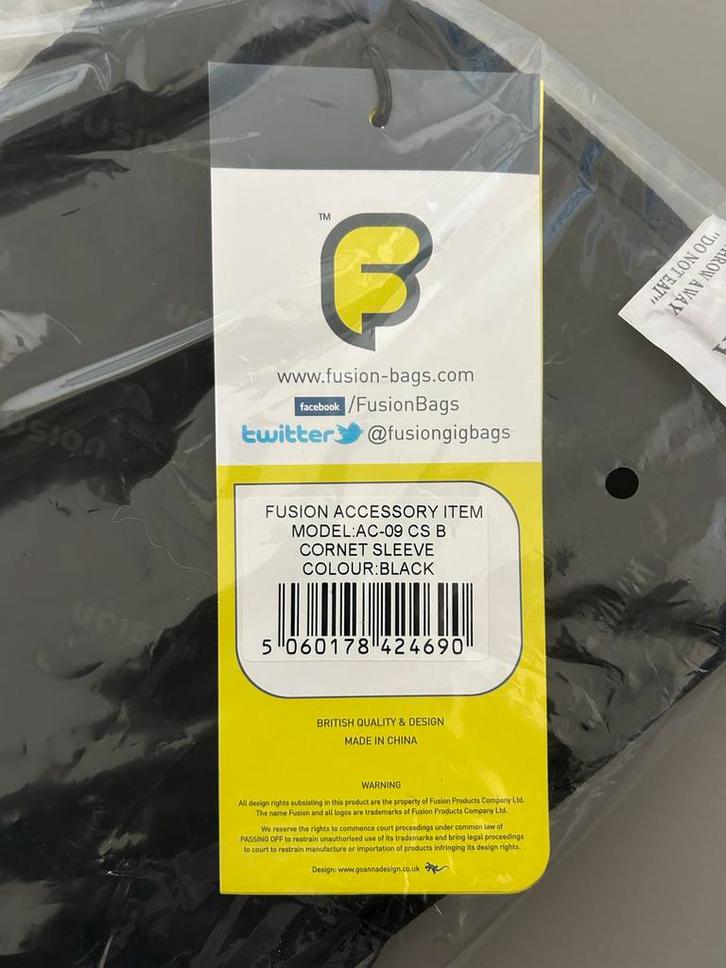 TM
www.fusion-bags.com
facebook /FusionBags
twitter @fusiongigbags
FUSION ACCESSORY ITEM
MODEL:AC-09 CS B
CORNET SLEEVE
COLOUR:BLACK
5 060178 424690
BRITISH QUALITY & DESIGN
MADE IN CHINA
WARNING
All design rights subsisting in this product are the property of Fusion Products Company Ltd.
The name Fusion and all logos are trademarks of Fusion Products Company Ltd.
We reserve the rights to commence court proceedings under common law of
PASSING OFF to restrain unauthorised use of its trademarks and bring legal proceedings
to court to restrain manufacture or importation of products infringing its design rights.
Design: www.goannadesign.co.uk
AWAY
"DO NOT EAT"